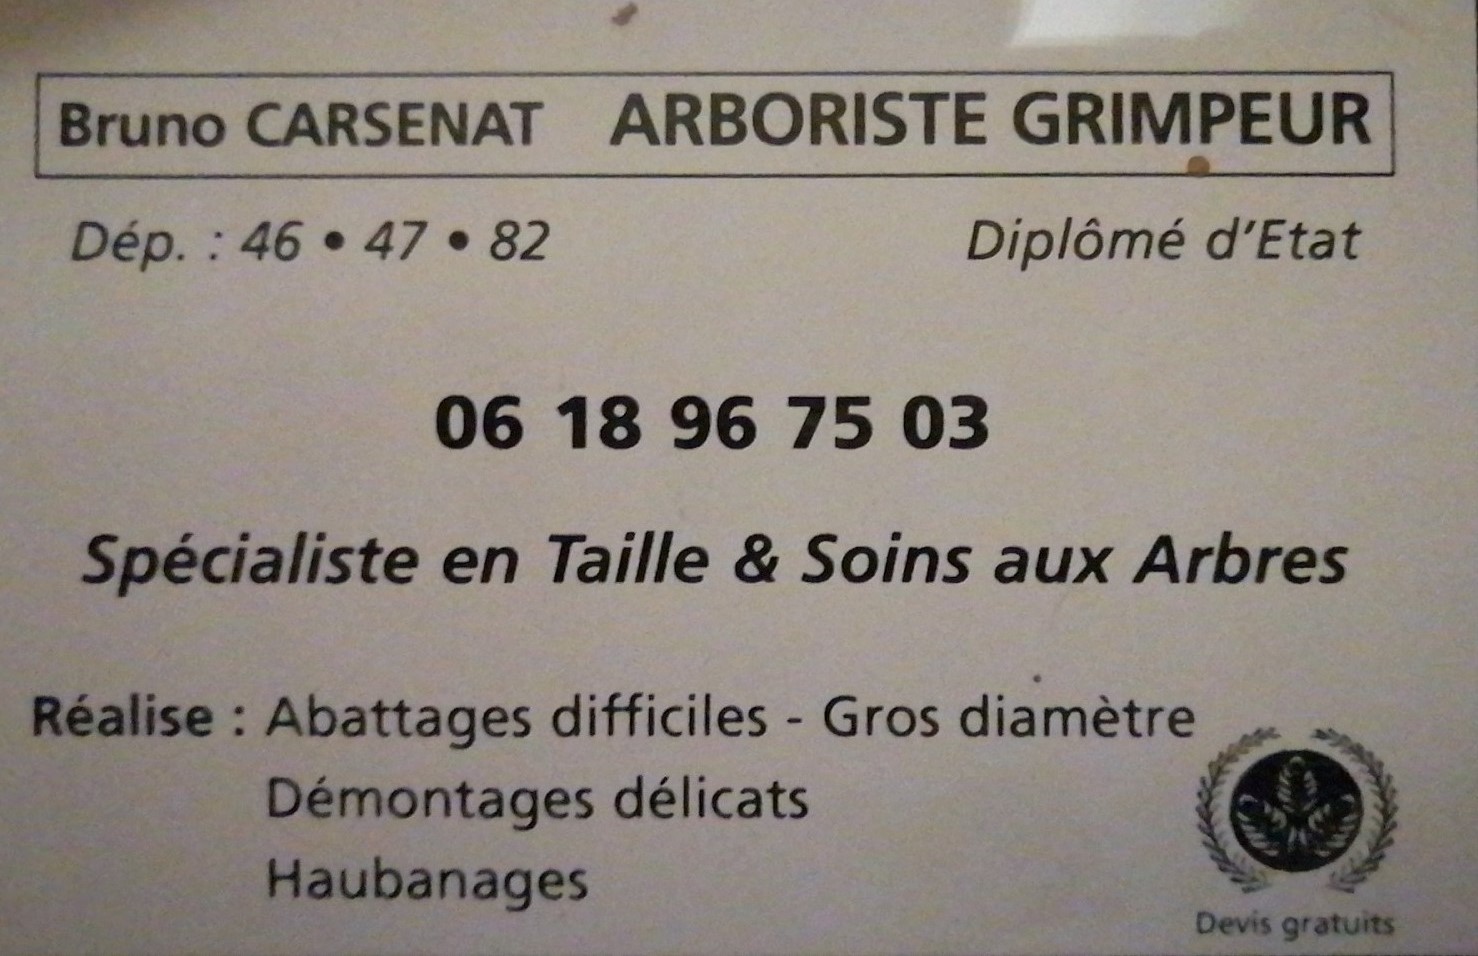 Bruno CARSENAT ARBORISTE GRIMPEUR
Dép. : 46 • 47 • 82 Diplômé d'Etat
06 18 96 75 03
Spécialiste en Taille & Soins aux Arbres
Réalise : Abattages difficiles - Gros diamètre
Démontages délicats
Haubanages
Devis gratuits